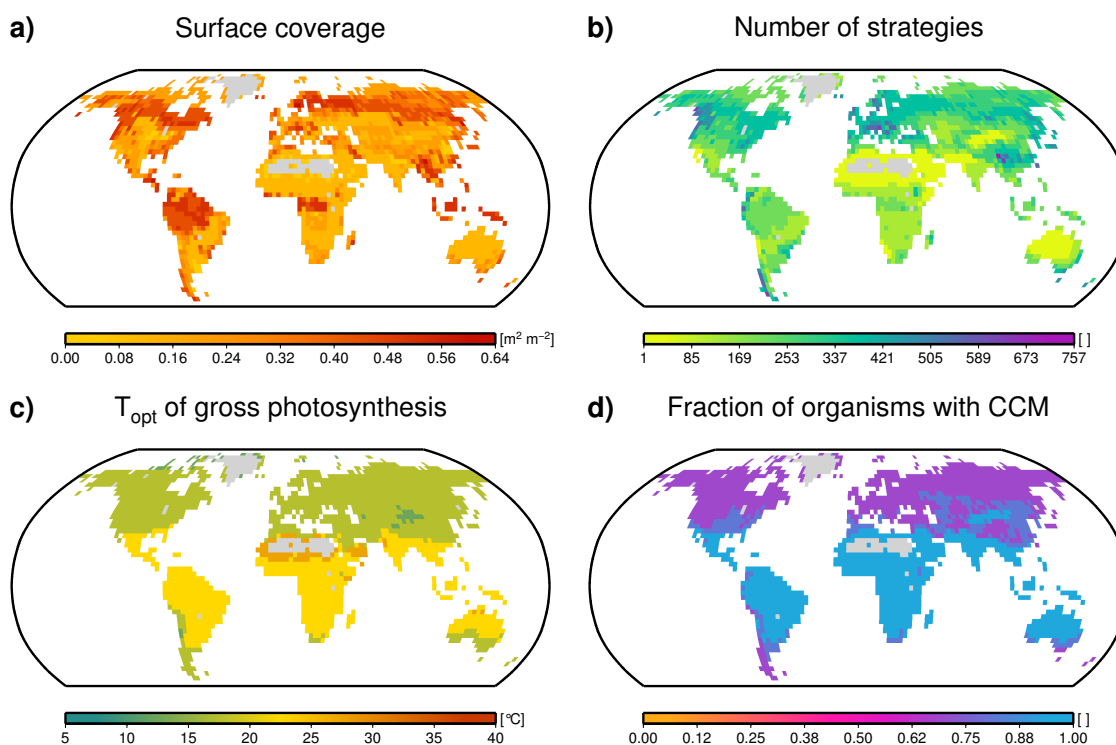 a) Surface coverage
b) Number of strategies
[m² m⁻²]
0.00 0.08 0.16 0.24 0.32 0.40 0.48 0.56 0.64
[ ]
1 85 169 253 337 421 505 589 673 757
c) Topt of gross photosynthesis
d) Fraction of organisms with CCM
[°C]
5 10 15 20 25 30 35 40
[ ]
0.00 0.12 0.25 0.38 0.50 0.62 0.75 0.88 1.00